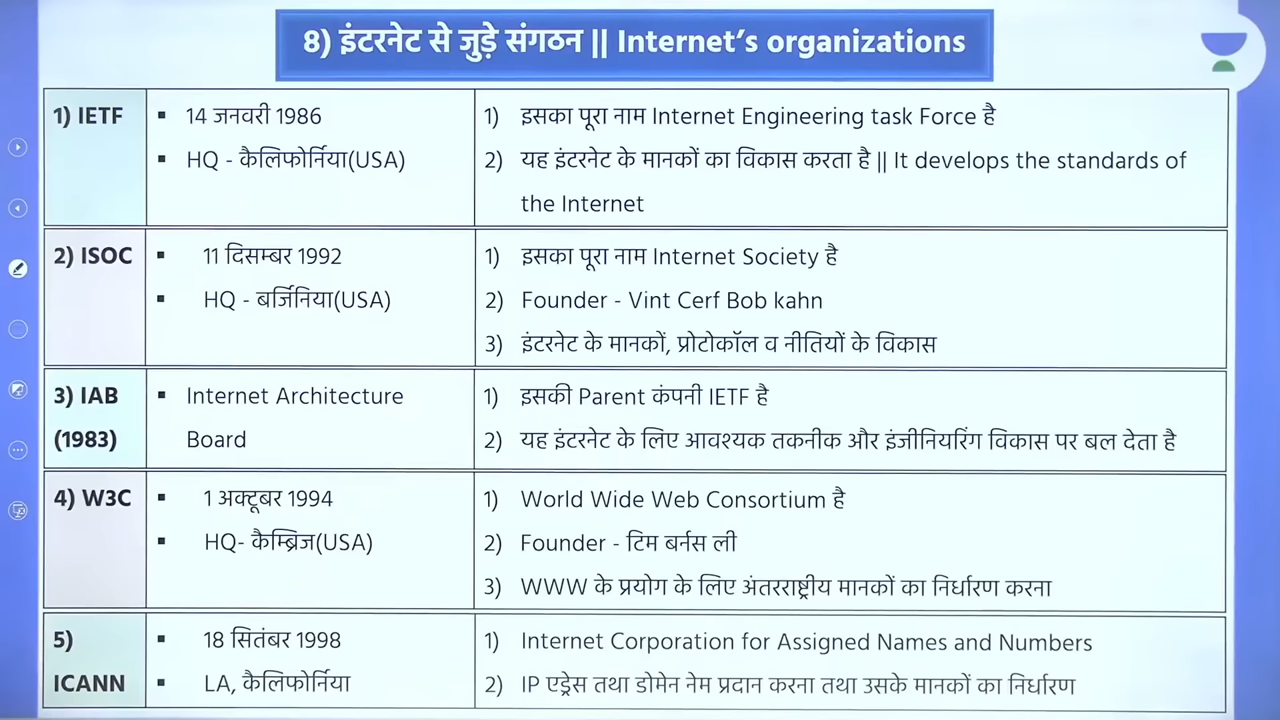 8) इंटरनेट से जुड़े संगठन || Internet’s organizations
1) IETF
▪ 14 जनवरी 1986
▪ HQ - कैलिफोर्निया(USA)
1) इसका पूरा नाम Internet Engineering task Force है
2) यह इंटरनेट के मानकों का विकास करता है || It develops the standards of
the Internet
2) ISOC
▪ 11 दिसम्बर 1992
▪ HQ - बर्जिनिया(USA)
1) इसका पूरा नाम Internet Society है
2) Founder - Vint Cerf Bob kahn
3) इंटरनेट के मानकों, प्रोटोकॉल व नीतियों के विकास
3) IAB
(1983)
▪ Internet Architecture
Board
1) इसकी Parent कंपनी IETF है
2) यह इंटरनेट के लिए आवश्यक तकनीक और इंजीनियरिंग विकास पर बल देता है
4) W3C
▪ 1 अक्टूबर 1994
▪ HQ- कैम्ब्रिज(USA)
1) World Wide Web Consortium है
2) Founder - टिम बर्नस ली
3) WWW के प्रयोग के लिए अंतरराष्ट्रीय मानकों का निर्धारण करना
5)
ICANN
▪ 18 सितंबर 1998
▪ LA, कैलिफोर्निया
1) Internet Corporation for Assigned Names and Numbers
2) IP एड्रेस तथा डोमेन नेम प्रदान करना तथा उसके मानकों का निर्धारण